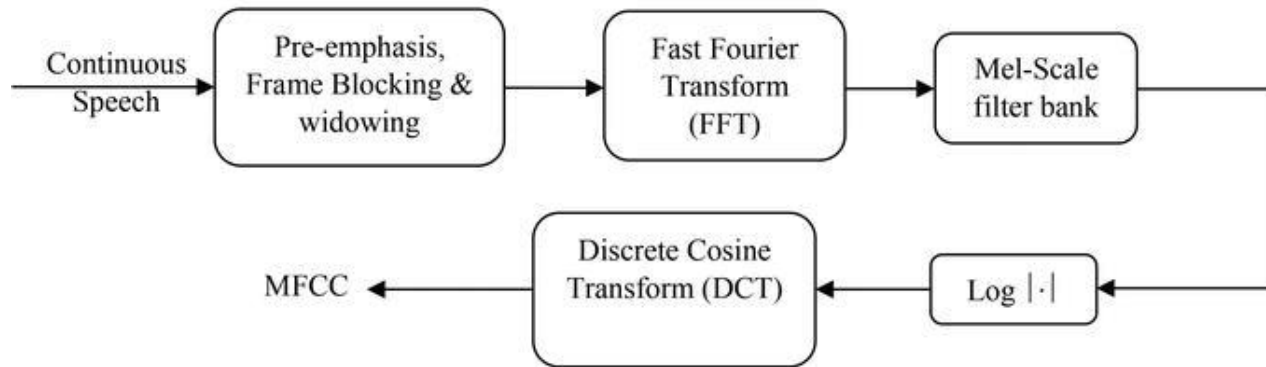 Continuous
Speech
Pre-emphasis,
Frame Blocking &
widowing
Fast Fourier
Transform
(FFT)
Mel-Scale
filter bank
Log |·|
Discrete Cosine
Transform (DCT)
MFCC